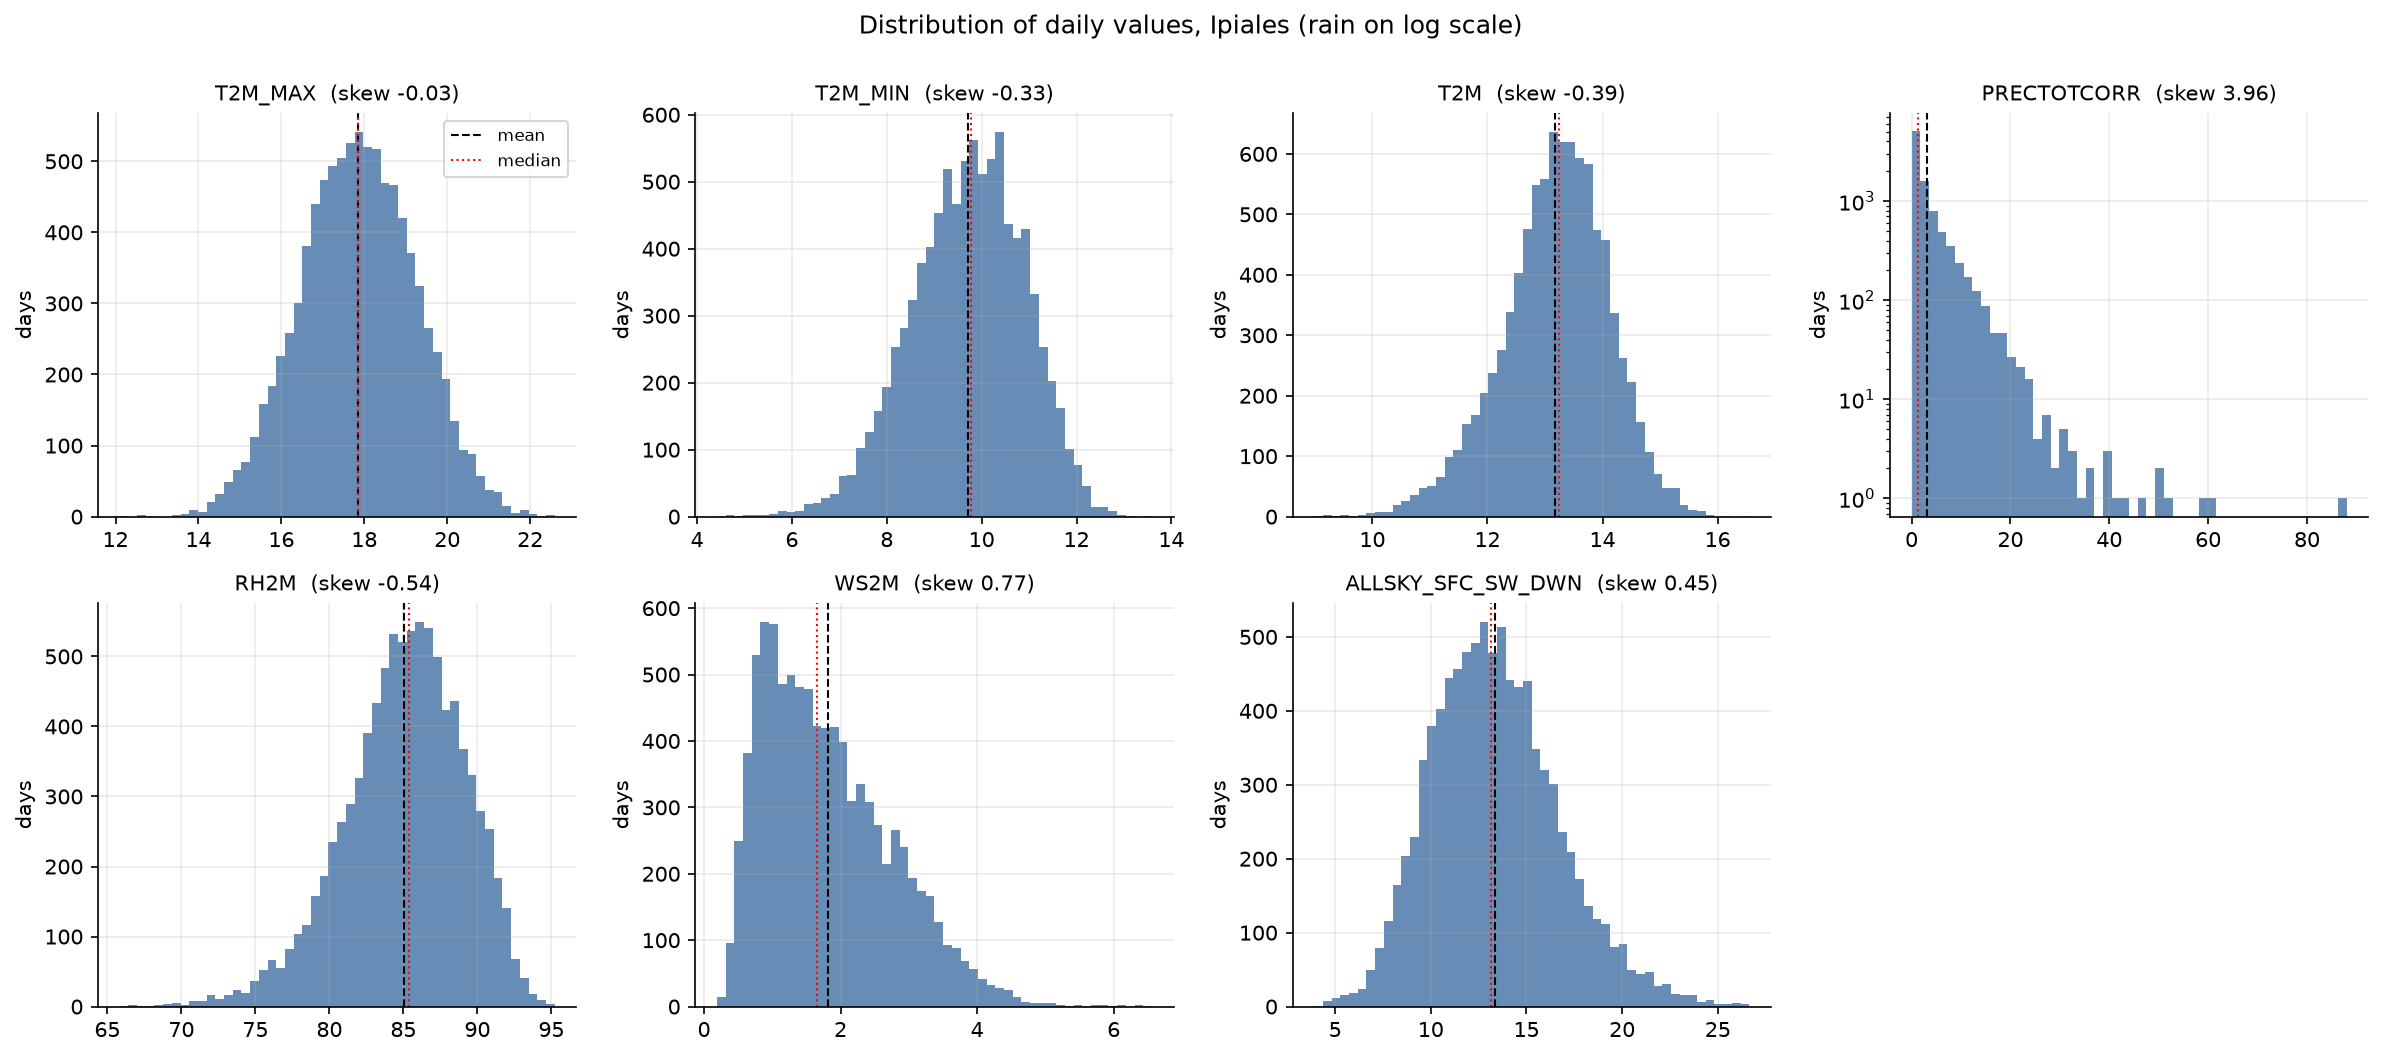 Distribution of daily values, Ipiales (rain on log scale)
T2M_MAX (skew -0.03)
mean
median
days
0
100
200
300
400
500
12 14 16 18 20 22
T2M_MIN (skew -0.33)
days
0
100
200
300
400
500
600
4 6 8 10 12 14
T2M (skew -0.39)
days
0
100
200
300
400
500
600
10 12 14 16
PRECTOTCORR (skew 3.96)
days
10³
10²
10¹
10⁰
0 20 40 60 80
RH2M (skew -0.54)
days
0
100
200
300
400
500
65 70 75 80 85 90 95
WS2M (skew 0.77)
days
0
100
200
300
400
500
600
0 2 4 6
ALLSKY_SFC_SW_DWN (skew 0.45)
days
0
100
200
300
400
500
5 10 15 20 25